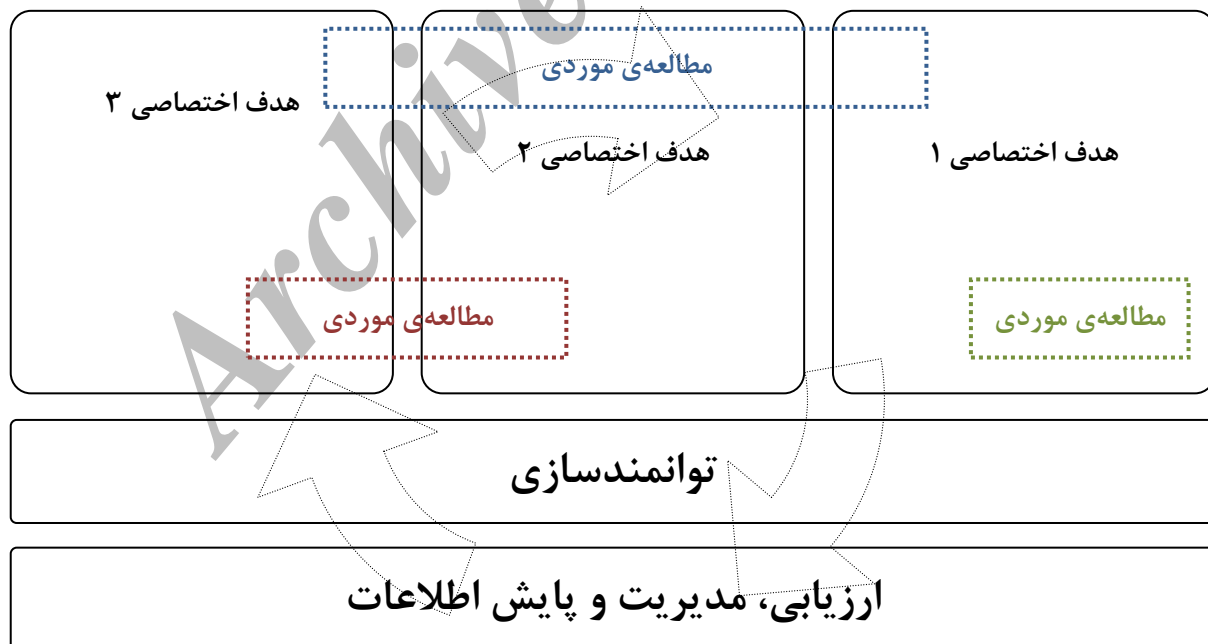 مطالعه‌ی موردی
هدف اختصاصی ۱
هدف اختصاصی ۲
هدف اختصاصی ۳
مطالعه‌ی موردی
مطالعه‌ی موردی
توانمندسازی
ارزیابی، مدیریت و پایش اطلاعات
Archive